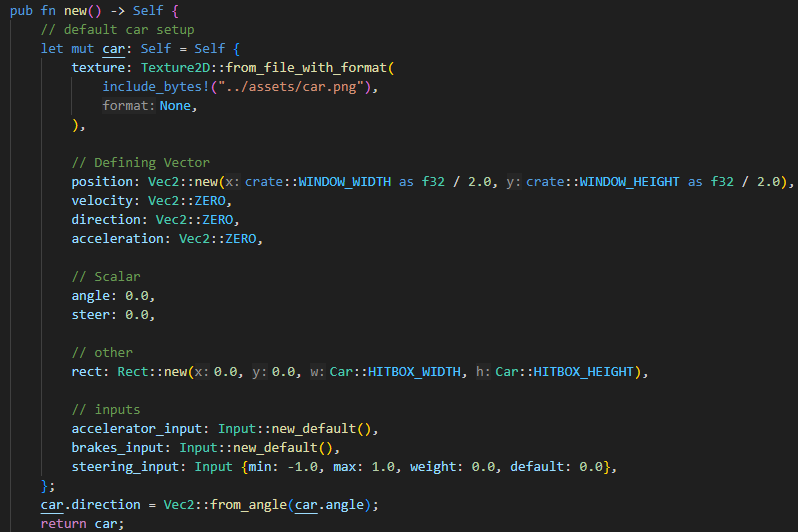 pub fn new() -> Self {
    // default car setup
    let mut car: Self = Self {
        texture: Texture2D::from_file_with_format(
            include_bytes!("../assets/car.png"),
            format: None,
        ),

        // Defining Vector
        position: Vec2::new(x: crate::WINDOW_WIDTH as f32 / 2.0, y: crate::WINDOW_HEIGHT as f32 / 2.0),
        velocity: Vec2::ZERO,
        direction: Vec2::ZERO,
        acceleration: Vec2::ZERO,

        // Scalar
        angle: 0.0,
        steer: 0.0,

        // other
        rect: Rect::new(x: 0.0, y: 0.0, w: Car::HITBOX_WIDTH, h: Car::HITBOX_HEIGHT),

        // inputs
        accelerator_input: Input::new_default(),
        brakes_input: Input::new_default(),
        steering_input: Input {min: -1.0, max: 1.0, weight: 0.0, default: 0.0},
    };
    car.direction = Vec2::from_angle(car.angle);
    return car;